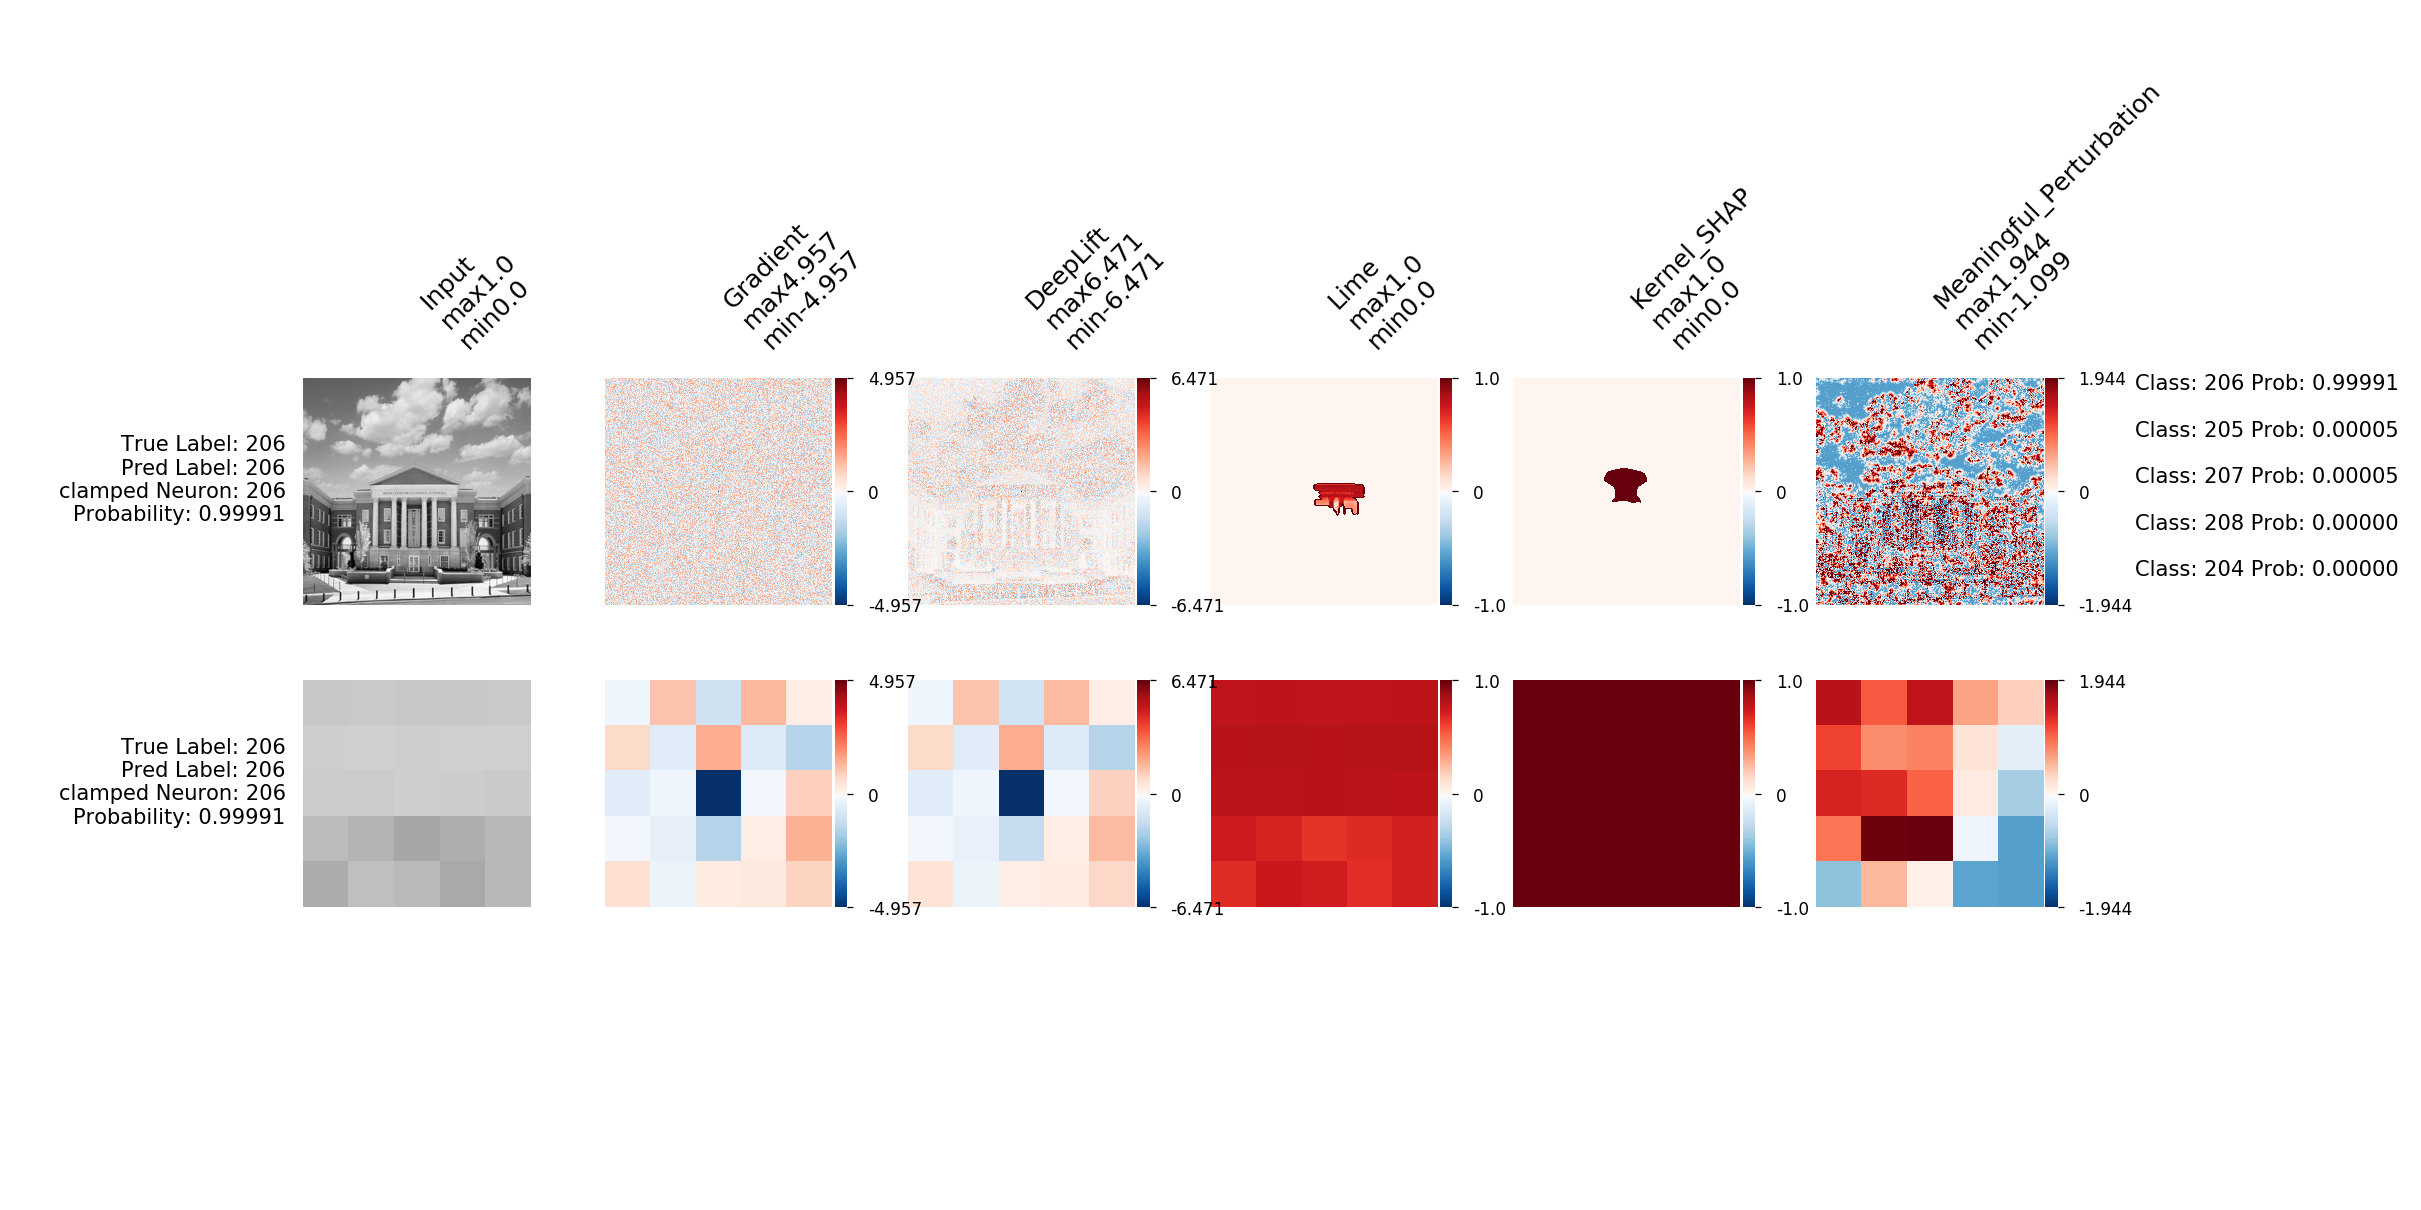 Input
max1.0
min0.0
Gradient
max4.957
min-4.957
DeepLift
max6.471
min-6.471
Lime
max1.0
min0.0
Kernel_SHAP
max1.0
min0.0
Meaningful_Perturbation
max1.944
min-1.099
True Label: 206
Pred Label: 206
clamped Neuron: 206
Probability: 0.99991
4.957
0
-4.957
6.471
0
-6.471
1.0
0
-1.0
1.0
0
-1.0
1.944
0
-1.944
Class: 206 Prob: 0.99991
Class: 205 Prob: 0.00005
Class: 207 Prob: 0.00005
Class: 208 Prob: 0.00000
Class: 204 Prob: 0.00000
True Label: 206
Pred Label: 206
clamped Neuron: 206
Probability: 0.99991
4.957
0
-4.957
6.471
0
-6.471
1.0
0
-1.0
1.0
0
-1.0
1.944
0
-1.944